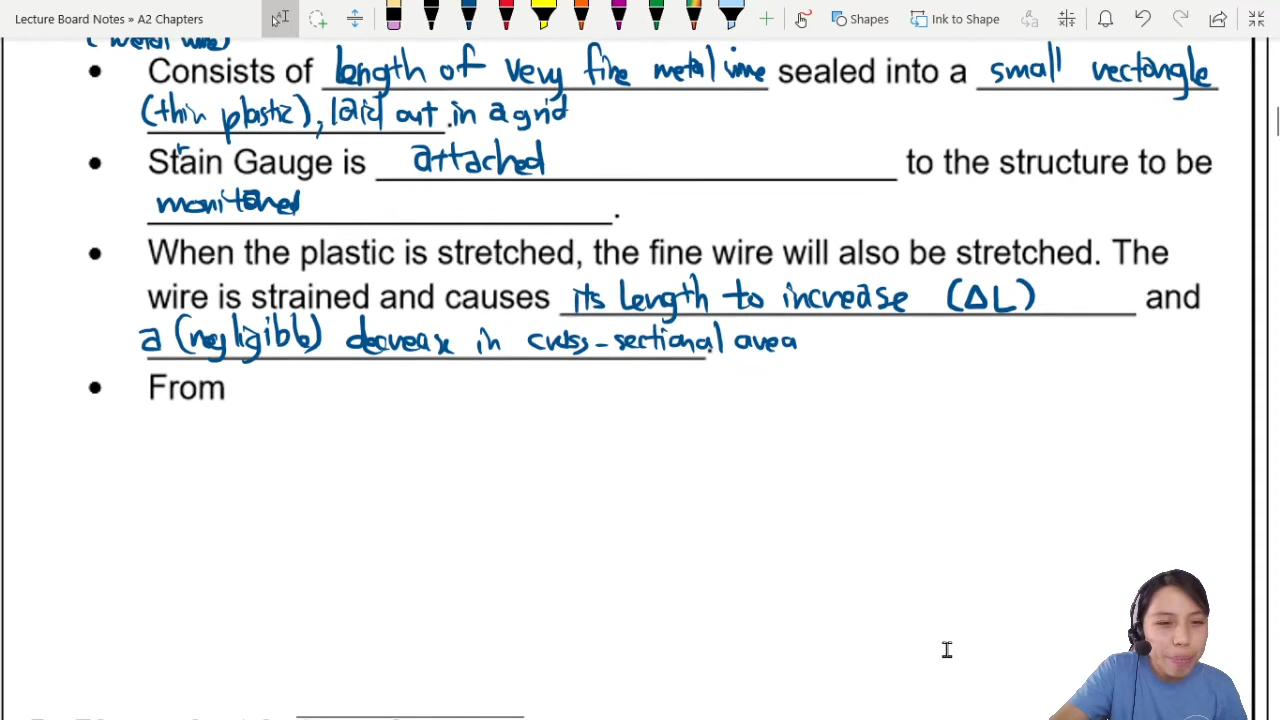 Lecture Board Notes » A2 Chapters
Shapes
Ink to Shape
(metal wire)
• Consists of length of very fine metal wire sealed into a small rectangle
(thin plastic), laid out in a grid.
• Strain Gauge is attached to the structure to be
monitored.
• When the plastic is stretched, the fine wire will also be stretched. The
wire is strained and causes its length to increase (ΔL) and
a (negligible) decrease in cross-sectional area.
• From